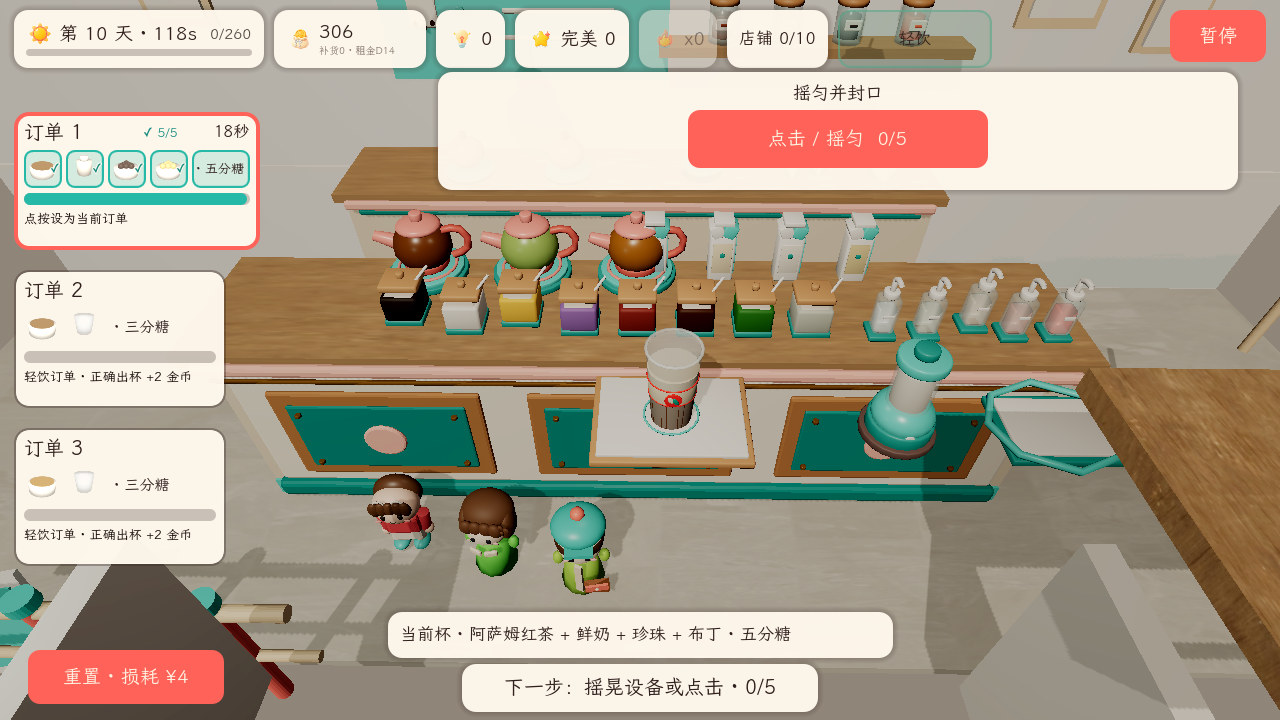 第 10 天·118s 0/260
306
补货0·租金D14
0
完美 0
x0
店铺 0/10
轻饮
暂停
摇匀并封口
点击 / 摇匀 0/5
订单 1 ✓ 5/5 18秒
·五分糖
点按设为当前订单
订单 2
·三分糖
轻饮订单·正确出杯 +2 金币
订单 3
·三分糖
轻饮订单·正确出杯 +2 金币
当前杯·阿萨姆红茶 + 鲜奶 + 珍珠 + 布丁·五分糖
重置·损耗 ¥4
下一步: 摇晃设备或点击·0/5